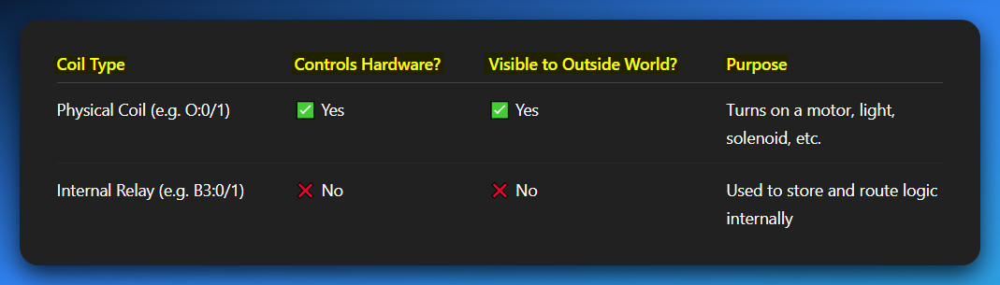 Coil Type Controls Hardware? Visible to Outside World? Purpose
Physical Coil (e.g. O:0/1) ✅ Yes ✅ Yes Turns on a motor, light,
solenoid, etc.
Internal Relay (e.g. B3:0/1) ❌ No ❌ No Used to store and route logic
internally